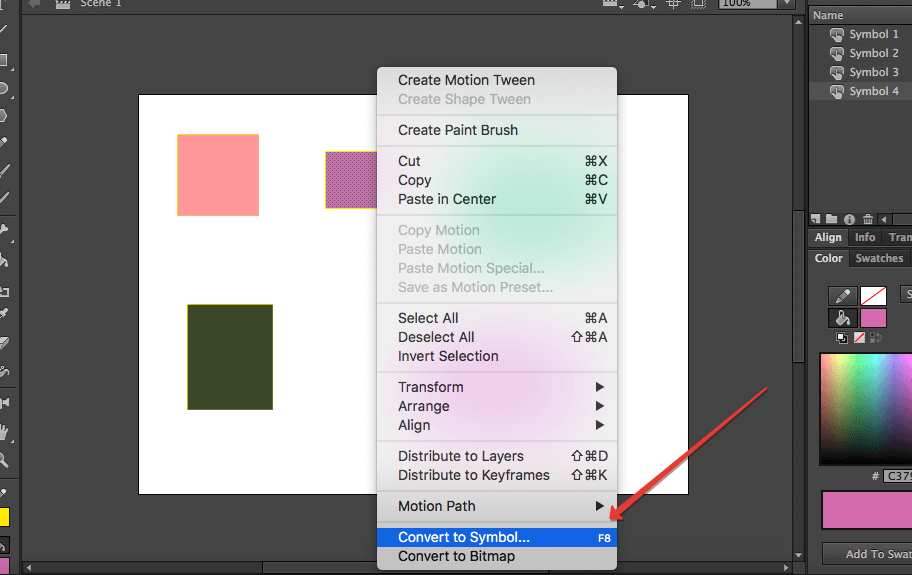 Scene 1
100%
Name
Symbol 1
Symbol 2
Symbol 3
Symbol 4
Create Motion Tween
Create Shape Tween
Create Paint Brush
Cut ⌘X
Copy ⌘C
Paste in Center ⌘V
Copy Motion
Paste Motion
Paste Motion Special...
Save as Motion Preset...
Select All ⌘A
Deselect All ⇧⌘A
Invert Selection
Transform
Arrange
Align
Distribute to Layers ⇧⌘D
Distribute to Keyframes ⇧⌘K
Motion Path
Convert to Symbol... F8
Convert to Bitmap
Align Info Tran
Color Swatches
S
# C379
Add To Swat